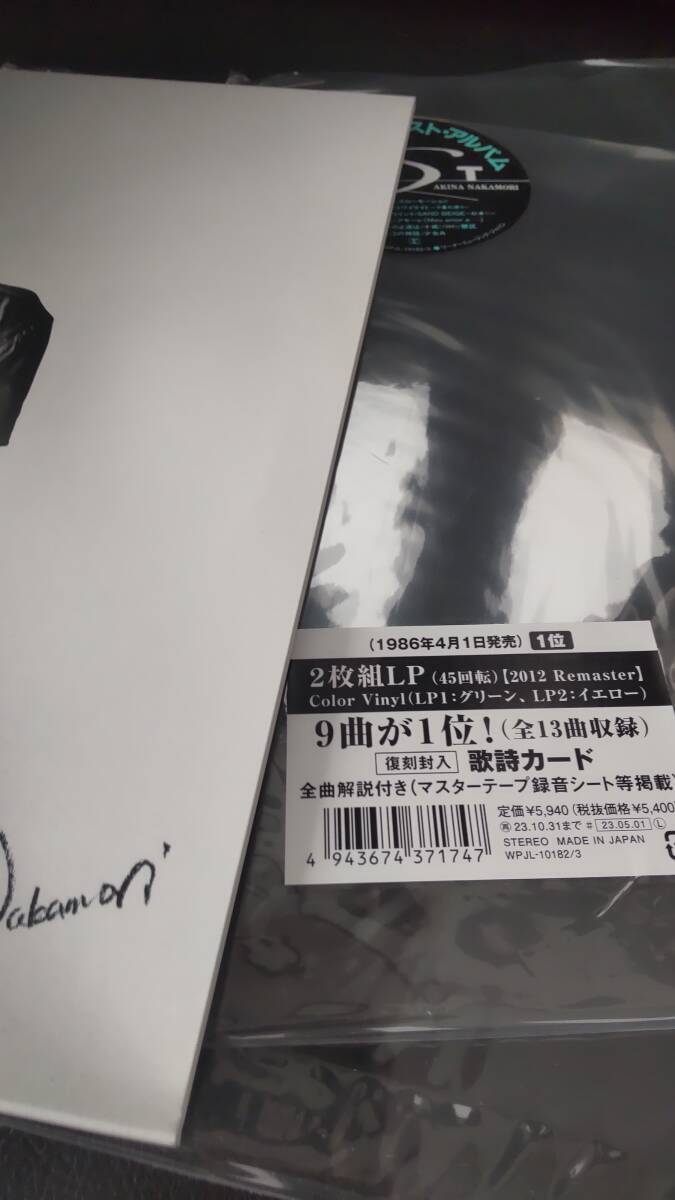 スト・アルバム
ST
AKINA NAKAMORI
(1986年4月1日発売) 1位
2枚組LP(45回転)【2012 Remaster】
Color Vinyl(LP1:グリーン、LP2:イエロー)
9曲が1位!(全13曲収録)
復刻封入 歌詩カード
全曲解説付き(マスターテープ録音シート等掲載)
定価¥5,940(税抜価格¥5,400
再 23.10.31まで # 23.05.01 L
STEREO MADE IN JAPAN
WPJL-10182/3
4 943674 371747
Nakamori